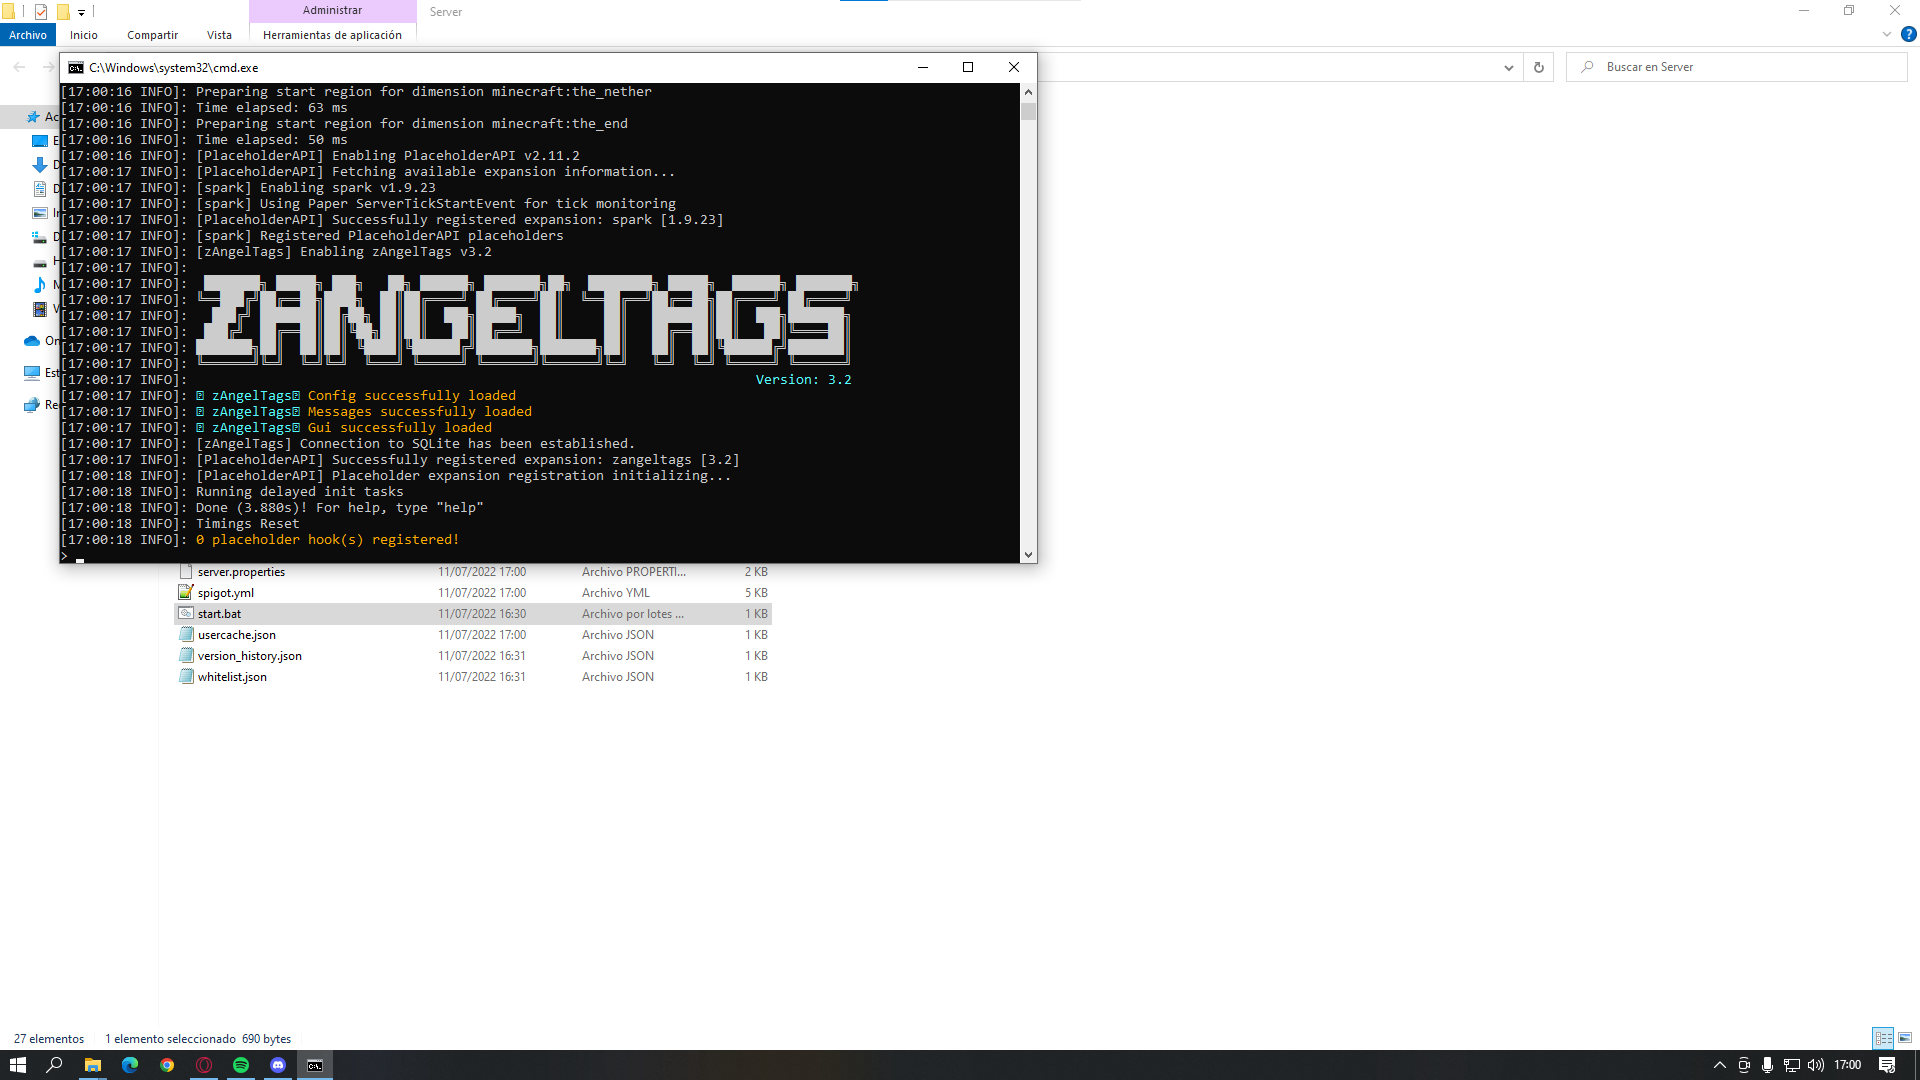 Administrar
Server
Archivo
Inicio
Compartir
Vista
Herramientas de aplicación
C:\Windows\system32\cmd.exe
Buscar en Server
[17:00:16 INFO]: Preparing start region for dimension minecraft:the_nether
[17:00:16 INFO]: Time elapsed: 63 ms
[17:00:16 INFO]: Preparing start region for dimension minecraft:the_end
[17:00:16 INFO]: Time elapsed: 50 ms
[17:00:16 INFO]: [PlaceholderAPI] Enabling PlaceholderAPI v2.11.2
[17:00:17 INFO]: [PlaceholderAPI] Fetching available expansion information...
[17:00:17 INFO]: [spark] Enabling spark v1.9.23
[17:00:17 INFO]: [spark] Using Paper ServerTickStartEvent for tick monitoring
[17:00:17 INFO]: [PlaceholderAPI] Successfully registered expansion: spark [1.9.23]
[17:00:17 INFO]: [spark] Registered PlaceholderAPI placeholders
[17:00:17 INFO]: [zAngelTags] Enabling zAngelTags v3.2
[17:00:17 INFO]:
[17:00:17 INFO]:
[17:00:17 INFO]:
[17:00:17 INFO]: ZANGELTAGS
[17:00:17 INFO]:
[17:00:17 INFO]:
[17:00:17 INFO]:
[17:00:17 INFO]: Version: 3.2
[17:00:17 INFO]: zAngelTags Config successfully loaded
[17:00:17 INFO]: zAngelTags Messages successfully loaded
[17:00:17 INFO]: zAngelTags Gui successfully loaded
[17:00:17 INFO]: [zAngelTags] Connection to SQLite has been established.
[17:00:17 INFO]: [PlaceholderAPI] Successfully registered expansion: zangeltags [3.2]
[17:00:18 INFO]: [PlaceholderAPI] Placeholder expansion registration initializing...
[17:00:18 INFO]: Running delayed init tasks
[17:00:18 INFO]: Done (3.880s)! For help, type "help"
[17:00:18 INFO]: Timings Reset
[17:00:18 INFO]: 0 placeholder hook(s) registered!
>
server.properties 11/07/2022 17:00 Archivo PROPERTI... 2 KB
spigot.yml 11/07/2022 17:00 Archivo YML 5 KB
start.bat 11/07/2022 16:30 Archivo por lotes ... 1 KB
usercache.json 11/07/2022 17:00 Archivo JSON 1 KB
version_history.json 11/07/2022 16:31 Archivo JSON 1 KB
whitelist.json 11/07/2022 16:31 Archivo JSON 1 KB
27 elementos
1 elemento seleccionado 690 bytes
17:00